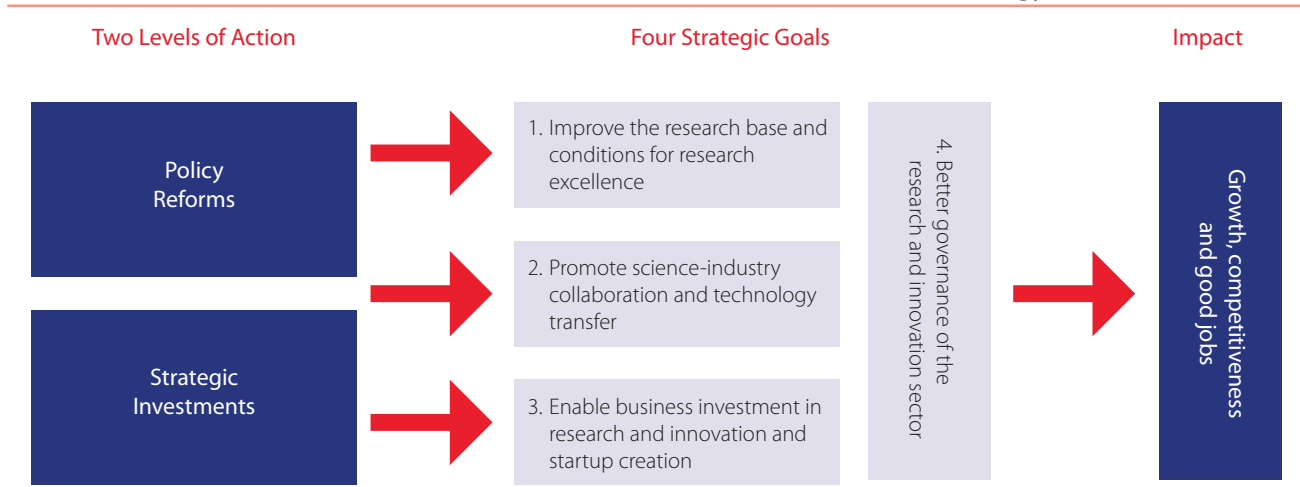 Two Levels of Action
Four Strategic Goals
Impact
Policy
Reforms
Strategic
Investments
1. Improve the research base and
conditions for research
excellence
2. Promote science-industry
collaboration and technology
transfer
3. Enable business investment in
research and innovation and
startup creation
4. Better governance of the
research and innovation sector
Growth, competitiveness
and good jobs